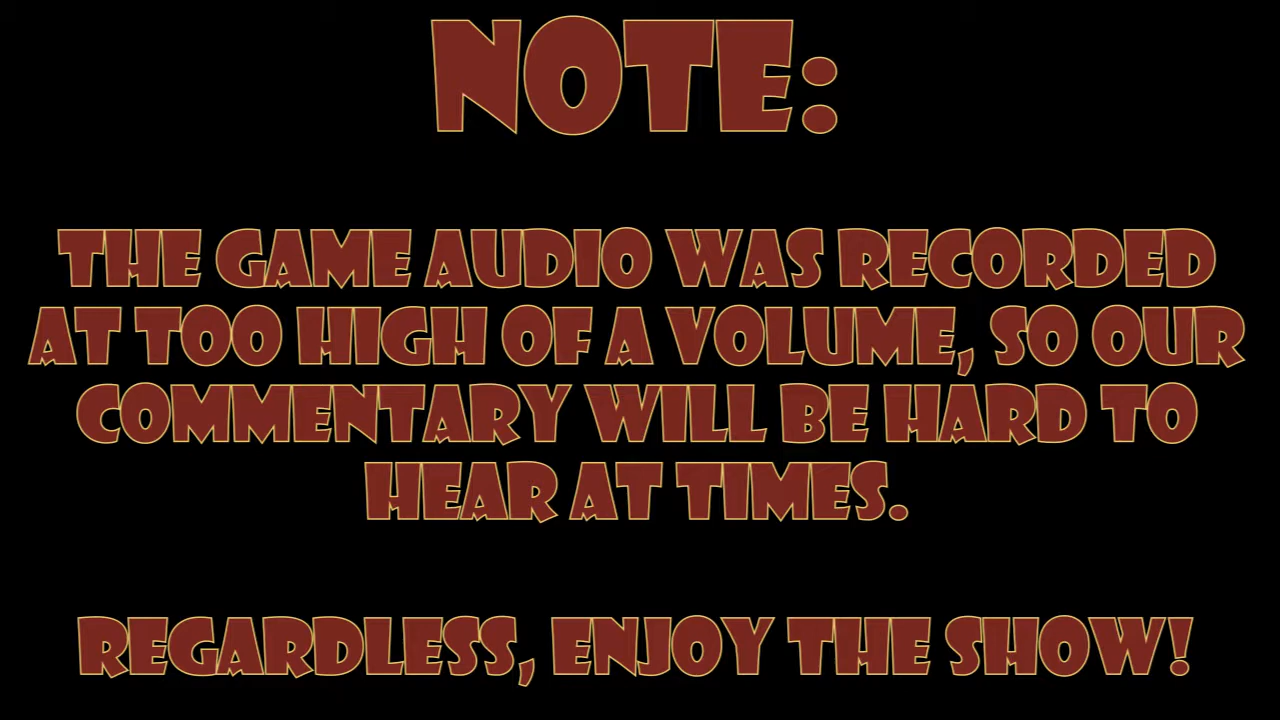 NOTE:
THE GAME AUDIO WAS RECORDED
AT TOO HIGH OF A VOLUME, SO OUR
COMMENTARY WILL BE HARD TO
HEAR AT TIMES.
REGARDLESS, ENJOY THE SHOW!